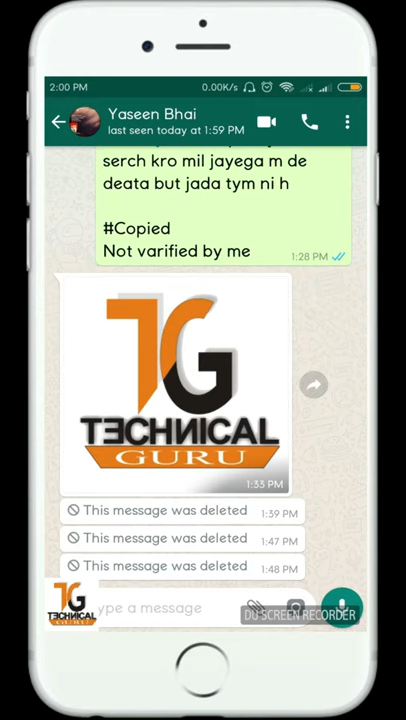 2:00 PM 0.00K/s
Yaseen Bhai
last seen today at 1:59 PM
serch kro mil jayega m de
deata but jada tym ni h
#Copied
Not varified by me
1:28 PM
TG
TECHNICAL
GURU
1:33 PM
This message was deleted 1:39 PM
This message was deleted 1:47 PM
This message was deleted 1:48 PM
ype a message
DU SCREEN RECORDER
TG
TECHNICAL
GURU